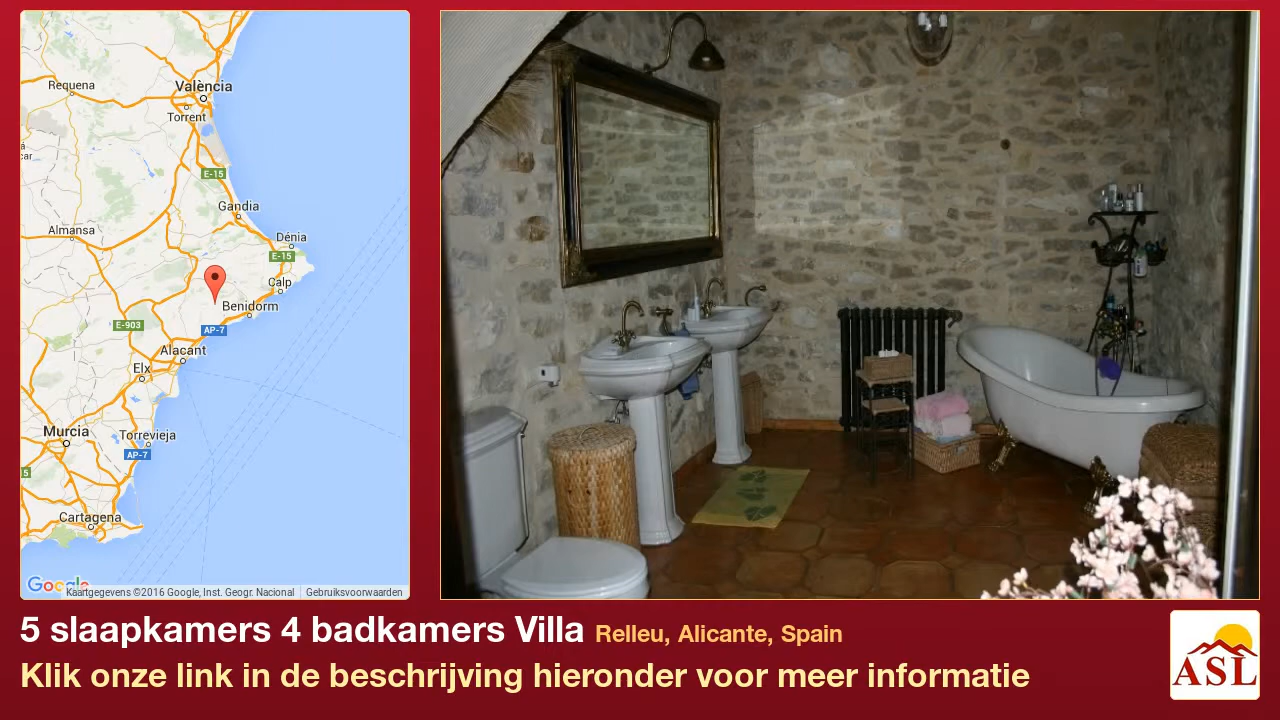 València
Requena
Torrent
E-15
Gandia
Almansa
Dénia
E-15
Calp
Benidorm
E-903
AP-7
Alacant
Elx
Murcia
Torrevieja
AP-7
Cartagena
Google
Kaartgegevens ©2016 Google, Inst. Geogr. Nacional Gebruiksvoorwaarden
5 slaapkamers 4 badkamers Villa Relleu, Alicante, Spain
Klik onze link in de beschrijving hieronder voor meer informatie
ASL